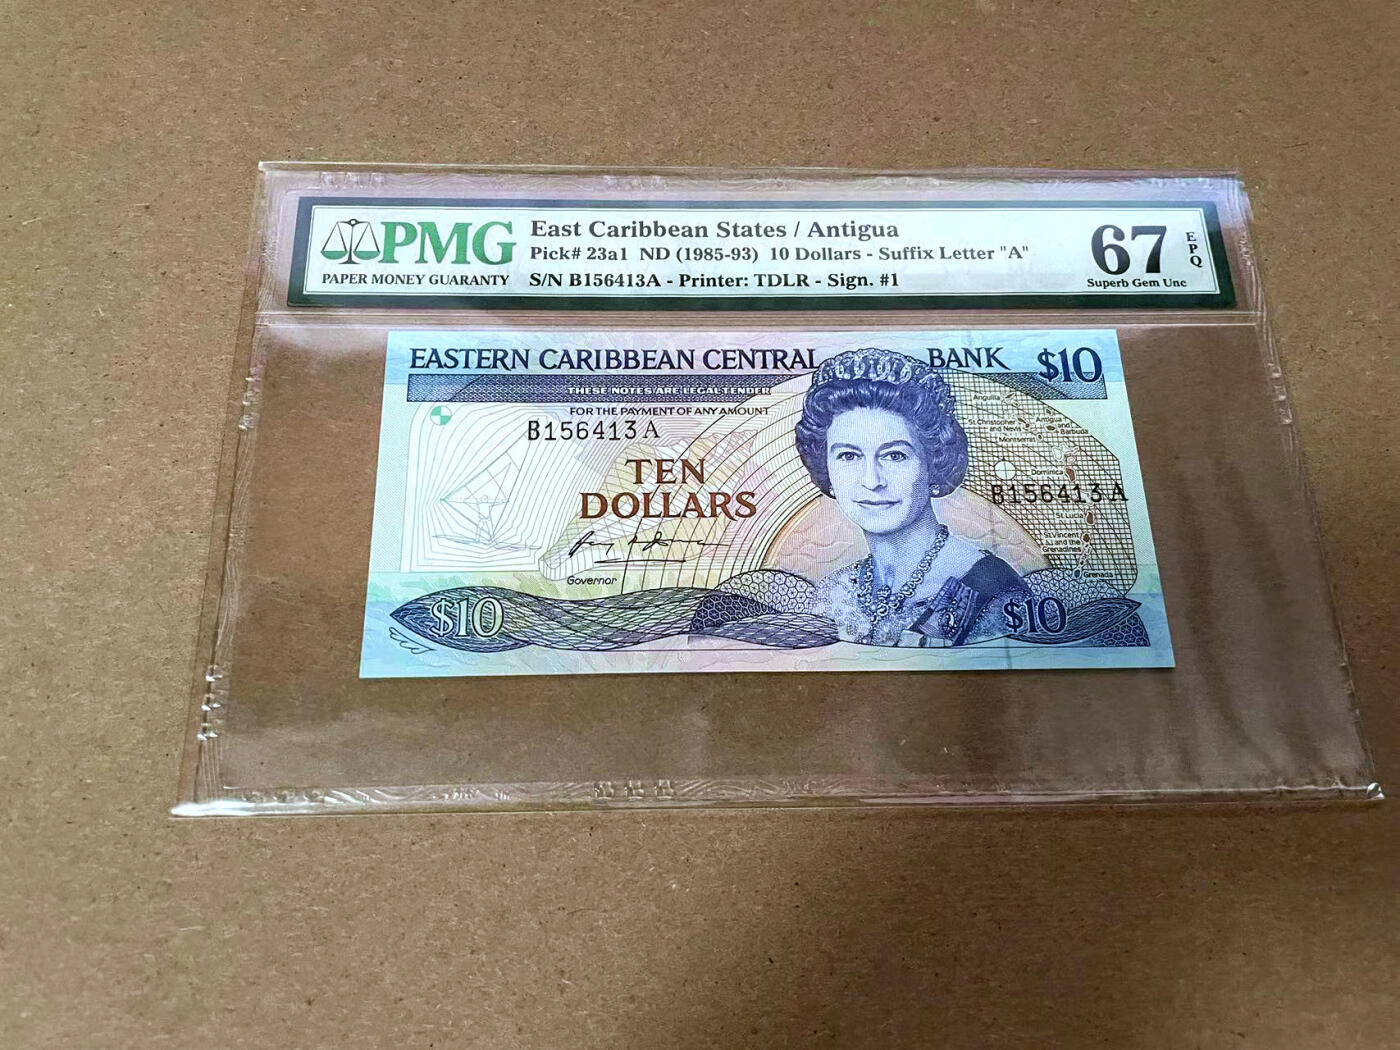 PMG
PAPER MONEY GUARANTY
East Caribbean States / Antigua
Pick# 23a1 ND (1985-93) 10 Dollars - Suffix Letter "A"
S/N B156413A - Printer: TDLR - Sign. #1
67
EPQ
Superb Gem Unc
EASTERN CARIBBEAN CENTRAL BANK $10
THESE NOTES ARE LEGAL TENDER
FOR THE PAYMENT OF ANY AMOUNT
B156413 A
TEN
DOLLARS
Governor
$10
Anguilla
St.Christopher
and Nevis
Antigua
and
Barbuda
Montserrat
Dominica
B156413 A
St.Lucia
St.Vincent
and the
Grenadines
Grenada
$10